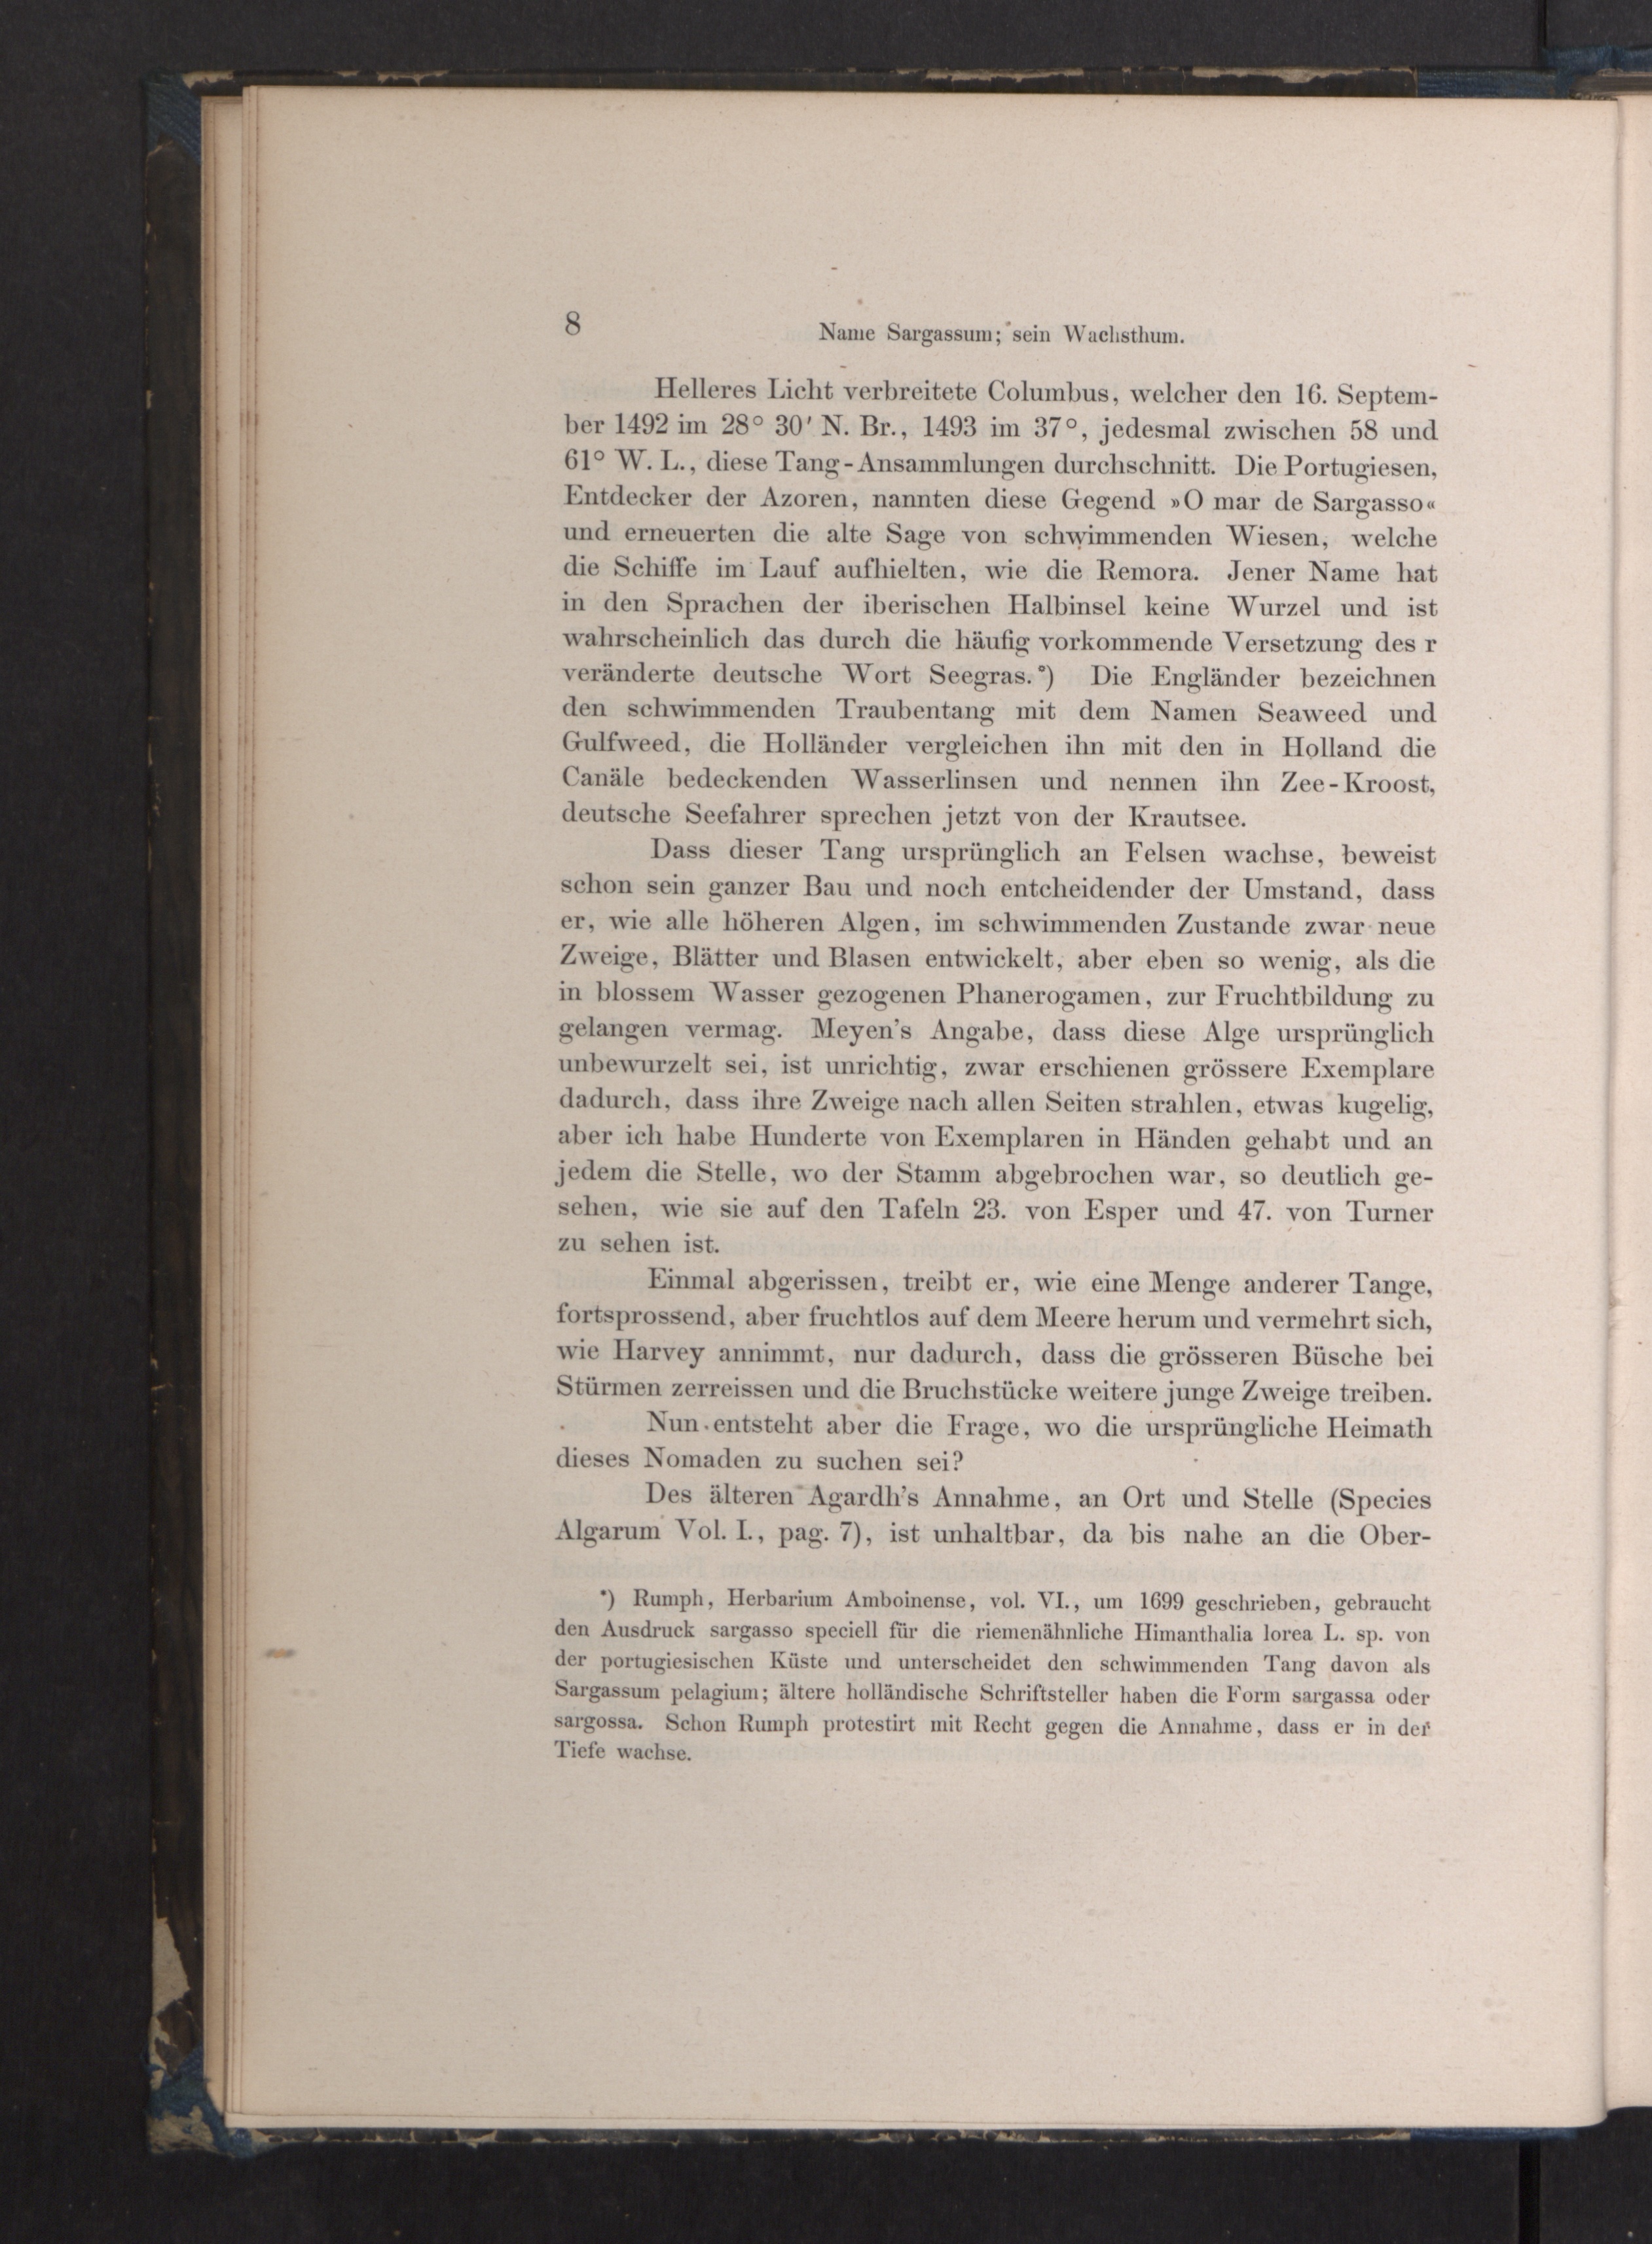 8
Name Sargassum; sein Wachsthum.
Helleres Licht verbreitete Columbus, welcher den 16. Septem-
ber 1492 im 28° 30′ N. Br., 1493 im 37°, jedesmal zwischen 58 und
61° W. L., diese Tang-Ansammlungen durchschnitt. Die Portugiesen,
Entdecker der Azoren, nannten diese Gegend »O mar de Sargasso«
und erneuerten die alte Sage von schwimmenden Wiesen, welche
die Schiffe im Lauf aufhielten, wie die Remora. Jener Name hat
in den Sprachen der iberischen Halbinsel keine Wurzel und ist
wahrscheinlich das durch die häufig vorkommende Versetzung des r
veränderte deutsche Wort Seegras.*) Die Engländer bezeichnen
den schwimmenden Traubentang mit dem Namen Seaweed und
Gulfweed, die Holländer vergleichen ihn mit den in Holland die
Canäle bedeckenden Wasserlinsen und nennen ihn Zee-Kroost,
deutsche Seefahrer sprechen jetzt von der Krautsee.
Dass dieser Tang ursprünglich an Felsen wachse, beweist
schon sein ganzer Bau und noch entcheidender der Umstand, dass
er, wie alle höheren Algen, im schwimmenden Zustande zwar neue
Zweige, Blätter und Blasen entwickelt, aber eben so wenig, als die
in blossem Wasser gezogenen Phanerogamen, zur Fruchtbildung zu
gelangen vermag. Meyen's Angabe, dass diese Alge ursprünglich
unbewurzelt sei, ist unrichtig, zwar erschienen grössere Exemplare
dadurch, dass ihre Zweige nach allen Seiten strahlen, etwas kugelig,
aber ich habe Hunderte von Exemplaren in Händen gehabt und an
jedem die Stelle, wo der Stamm abgebrochen war, so deutlich ge-
sehen, wie sie auf den Tafeln 23. von Esper und 47. von Turner
zu sehen ist.
Einmal abgerissen, treibt er, wie eine Menge anderer Tange,
fortsprossend, aber fruchtlos auf dem Meere herum und vermehrt sich,
wie Harvey annimmt, nur dadurch, dass die grösseren Büsche bei
Stürmen zerreissen und die Bruchstücke weitere junge Zweige treiben.
Nun entsteht aber die Frage, wo die ursprüngliche Heimath
dieses Nomaden zu suchen sei?
Des älteren Agardh's Annahme, an Ort und Stelle (Species
Algarum Vol. I., pag. 7), ist unhaltbar, da bis nahe an die Ober-
*) Rumph, Herbarium Amboinense, vol. VI., um 1699 geschrieben, gebraucht
den Ausdruck sargasso speciell für die riemenähnliche Himanthalia lorea L. sp. von
der portugiesischen Küste und unterscheidet den schwimmenden Tang davon als
Sargassum pelagium; ältere holländische Schriftsteller haben die Form sargassa oder
sargossa. Schon Rumph protestirt mit Recht gegen die Annahme, dass er in der
Tiefe wachse.